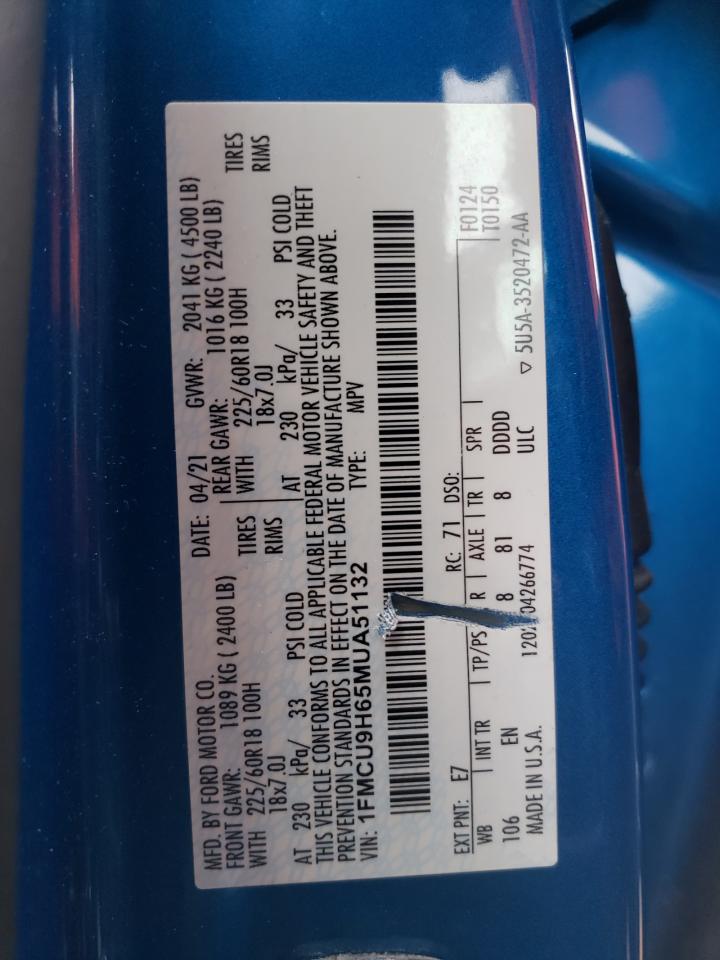 MFD. BY FORD MOTOR CO. DATE: 04/21 GVWR: 2041 KG ( 4500 LB)
FRONT GAWR: 1089 KG ( 2400 LB) REAR GAWR: 1016 KG ( 2240 LB)
WITH 225/60R18 100H TIRES WITH 225/60R18 100H TIRES
18x7.0J RIMS 18x7.0J RIMS
AT 230 kPa/ 33 PSI COLD AT 230 kPa/ 33 PSI COLD
THIS VEHICLE CONFORMS TO ALL APPLICABLE FEDERAL MOTOR VEHICLE SAFETY AND THEFT
PREVENTION STANDARDS IN EFFECT ON THE DATE OF MANUFACTURE SHOWN ABOVE.
VIN: 1FMCU9H65MUA51132 TYPE: MPV
EXT PNT: E7 RC: 71 DSO: F0124
WB INT TR TP/PS R AXLE TR SPR T0150
106 EN 8 81 8 DDDD
MADE IN U.S.A. ULC ▽ 5U5A-3520472-AA